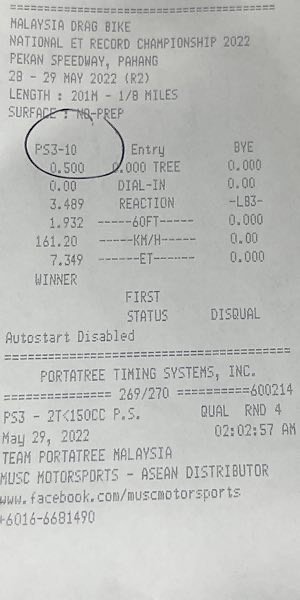 ==================================
MALAYSIA DRAG BIKE
NATIONAL ET RECORD CHAMPIONSHIP 2022
PEKAN SPEEDWAY, PAHANG
28 - 29 MAY 2022 (R2)
LENGTH : 201M - 1/8 MILES
SURFACE : NO-PREP
PS3-10 Entry BYE
0.500 0.000 TREE 0.000
0.00 DIAL-IN 0.00
3.489 REACTION -LB3-
1.932 -----60FT----- 0.000
161.20 -----KM/H----- 0.00
7.349 ------ET------- 0.000
WINNER
FIRST
STATUS DISQUAL
Autostart Disabled
========================================
PORTATREE TIMING SYSTEMS, INC.
=============== 269/270 ==========600214
PS3 - 2T<150CC P.S. QUAL RND 4
May 29, 2022 02:02:57 AM
TEAM PORTATREE MALAYSIA
MUSC MOTORSPORTS - ASEAN DISTRIBUTOR
www.facebook.com/muscmotorsports
+6016-6681490